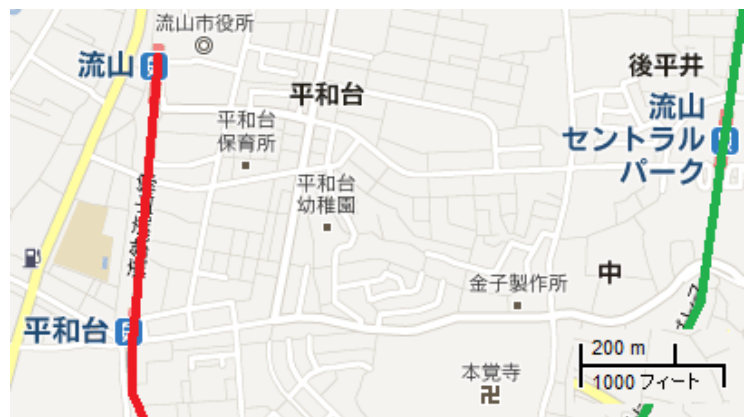 流山市役所
流山
後平井
平和台
流山
セントラル
パーク
平和台
保育所
平和台
幼稚園
中
金子製作所
平和台
200 m
1000 フィート
本覚寺